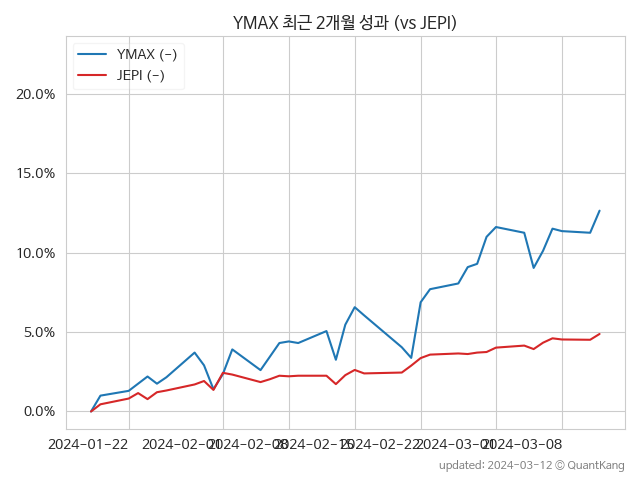 YMAX 최근 2개월 성과 (vs JEPI)
YMAX (-)
JEPI (-)
20.0%
15.0%
10.0%
5.0%
0.0%
2024-01-22 2024-02-01 2024-02-08 2024-02-15 2024-02-22 2024-03-01 2024-03-08
updated: 2024-03-12 © QuantKang